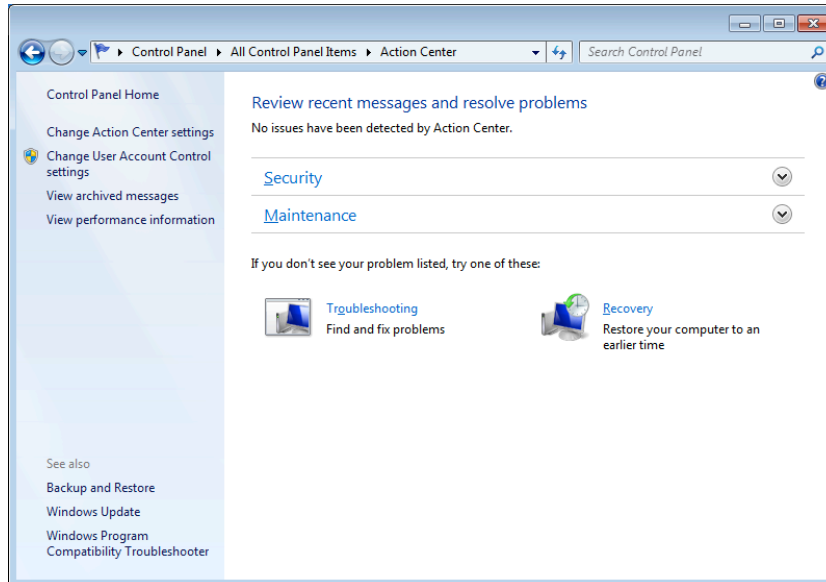 Control Panel All Control Panel Items Action Center Search Control Panel
Control Panel Home
Change Action Center settings
Change User Account Control
settings
View archived messages
View performance information
See also
Backup and Restore
Windows Update
Windows Program
Compatibility Troubleshooter
Review recent messages and resolve problems
No issues have been detected by Action Center.
Security
Maintenance
If you don't see your problem listed, try one of these:
Troubleshooting
Find and fix problems
Recovery
Restore your computer to an
earlier time